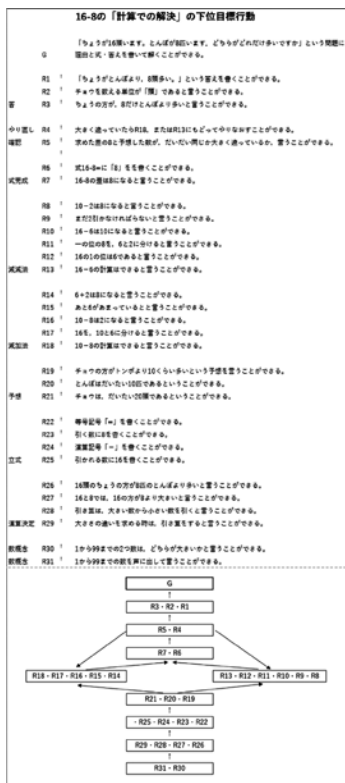 16-8の「計算での解決」の下位目標行動
「ちょうが16頭います。とんぼが8匹います。どちらがどれだけ多いですか」という問題に
G 図と式・答えを書いて解くことができる。
R1 ↑ 「ちょうがとんぼより、8頭多い。」という答えを書くことができる。
R2 ↑ チョウを数える単位が「頭」であると言うことができる。
答 R3 ↑ ちょうの方が、8だけとんぼより多いと言うことができる。
やり直し R4 ↑ 大きく違っていたらR18、またはR13にもどってやりなおすことができる。
確認 R5 ↑ 求めた差の8と予想した数が、だいたい同じか大きく違っているか、言うことができる。
↑
R6 ↑ 式16-8=に「8」をを書くことができる。
式完成 R7 ↑ 16-8の差は8になると言うことができる。
R8 ↑ 10-2は8になると言うことができる。
R9 ↑ まだ2引かなければならないと言うことができる。
R10 ↑ 16-6は10になると言うことができる。
R11 ↑ 一の位の8を、6と2に分けると言うことができる。
R12 ↑ 16の1の位は6であると言うことができる。
減減法 R13 ↑ 16-6の計算はできると言うことができる。
R14 ↑ 6+2は8になると言うことができる。
R15 ↑ あと6があまっていると言うことができる。
R16 ↑ 10-8は2になると言うことができる。
R17 ↑ 16を、10と6に分けると言うことができる。
減加法 R18 ↑ 10-8の計算はできると言うことができる。
R19 ↑ チョウの方がトンボより10くらい多いという予想を言うことができる。
R20 ↑ とんぼはだいたい10匹であるということができる。
予想 R21 ↑ チョウは、だいたい20頭であるということができる。
R22 ↑ 等号記号「=」を書くことができる。
R23 ↑ 引く数に8を書くことができる。
R24 ↑ 演算記号「-」を書くことができる。
立式 R25 ↑ 引かれる数に16を書くことができる。
R26 ↑ 16頭のちょうの方が8匹のとんぼより多いと言うことができる。
R27 ↑ 16と8では、16の方が8より大きいと言うことができる。
R28 ↑ 引き算は、大きい数から小さい数を引くと言うことができる。
演算決定 R29 ↑ 大きさの違いを求める時は、引き算をすると言うことができる。
数概念 R30 ↑ 1から99までの2つ数は、どちらが大きいかと言うことができる。
数概念 R31 ↑ 1から99までの数を声に出して言うことができる。
G
↑
R3・R2・R1
↑
R5・R4
↑
R7・R6
R18・R17・R16・R15・R14 R13・R12・R11・R10・R9・R8
R21・R20・R19
↑
・R25・R24・R23・R22
↑
R29・R28・R27・R26
↑
R31・R30